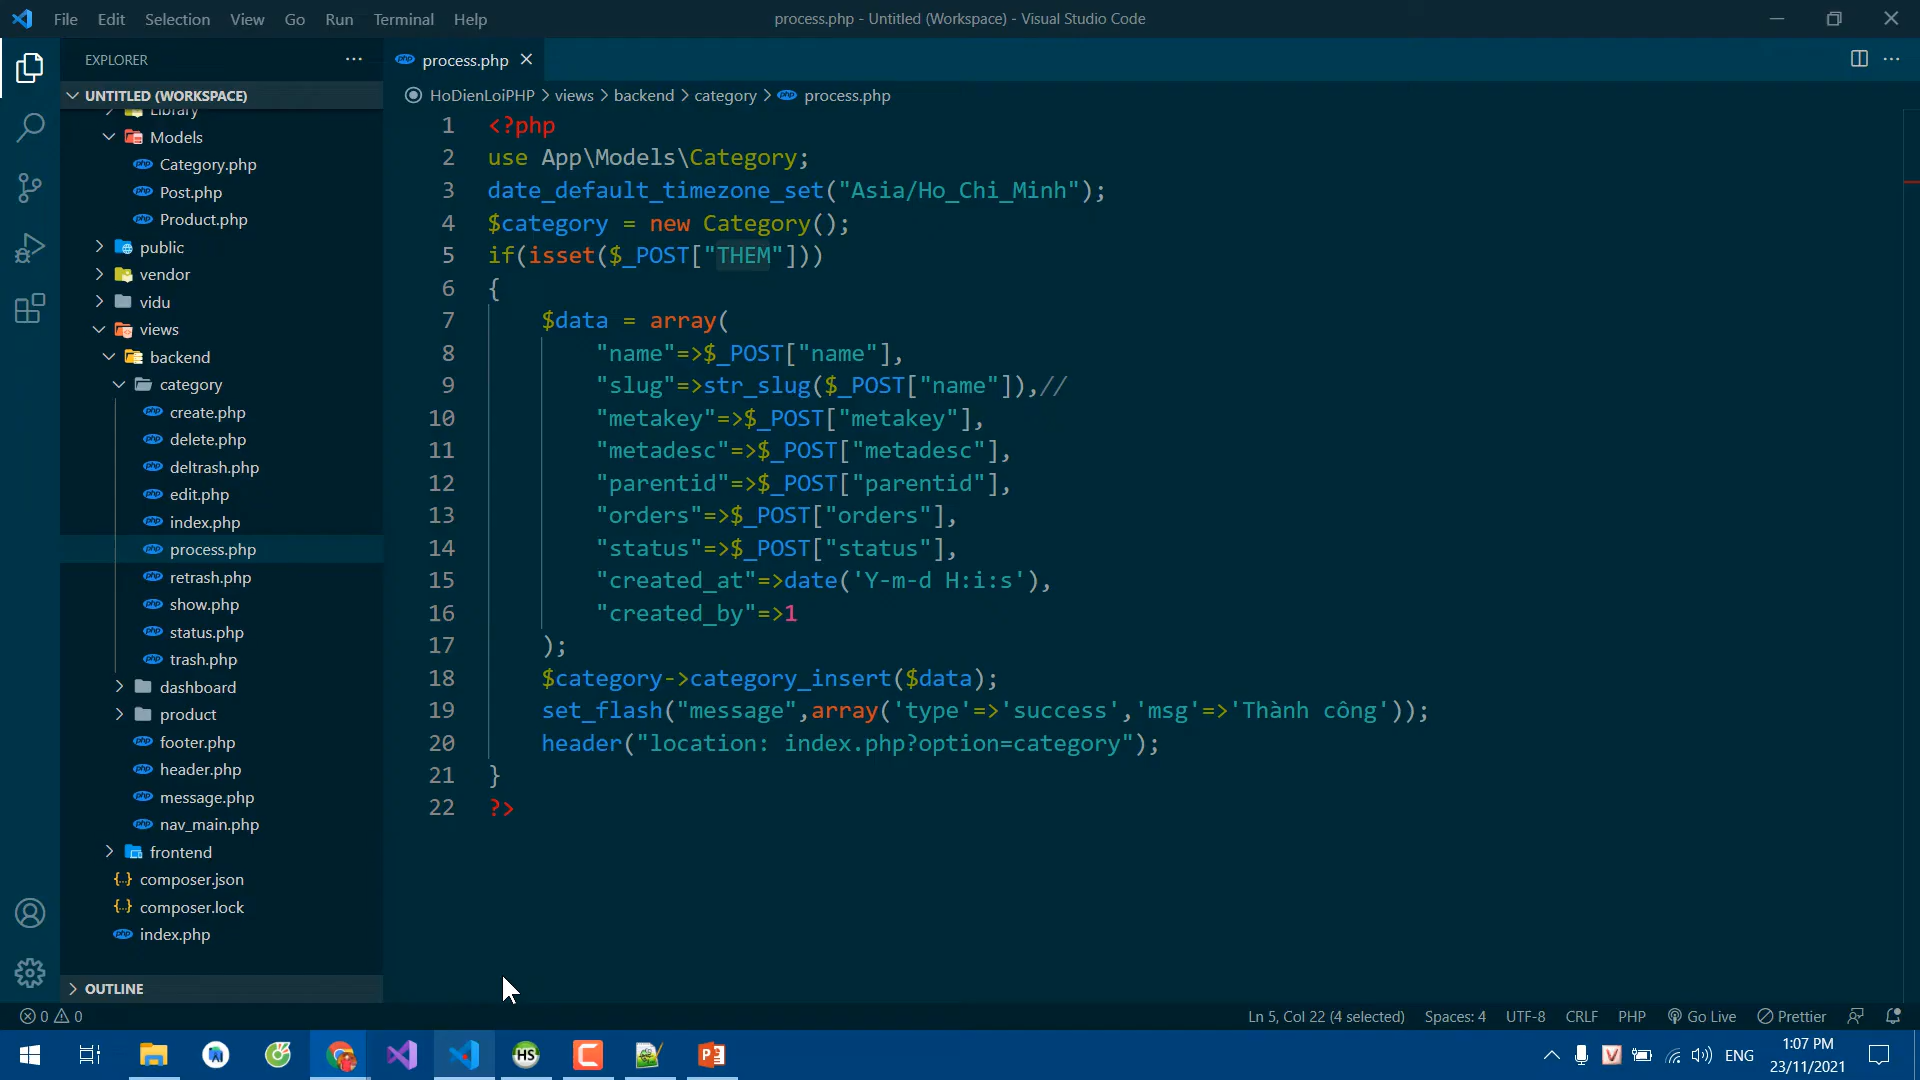 File Edit Selection View Go Run Terminal Help
process.php - Untitled (Workspace) - Visual Studio Code
EXPLORER
UNTITLED (WORKSPACE)
Library
Models
Category.php
Post.php
Product.php
public
vendor
vidu
views
backend
category
create.php
delete.php
deltrash.php
edit.php
index.php
process.php
retrash.php
show.php
status.php
trash.php
dashboard
product
footer.php
header.php
message.php
nav_main.php
frontend
composer.json
composer.lock
index.php
OUTLINE
process.php
HoDienLoiPHP > views > backend > category > process.php
1 <?php
2 use App\Models\Category;
3 date_default_timezone_set("Asia/Ho_Chi_Minh");
4 $category = new Category();
5 if(isset($_POST["THEM"]))
6 {
7 $data = array(
8 "name"=>$_POST["name"],
9 "slug"=>str_slug($_POST["name"]),//
10 "metakey"=>$_POST["metakey"],
11 "metadesc"=>$_POST["metadesc"],
12 "parentid"=>$_POST["parentid"],
13 "orders"=>$_POST["orders"],
14 "status"=>$_POST["status"],
15 "created_at"=>date('Y-m-d H:i:s'),
16 "created_by"=>1
17 );
18 $category->category_insert($data);
19 set_flash("message",array('type'=>'success','msg'=>'Thành công'));
20 header("location: index.php?option=category");
21 }
22 ?>
0 0
Ln 5, Col 22 (4 selected) Spaces: 4 UTF-8 CRLF PHP Go Live Prettier
HS
ENG
1:07 PM
23/11/2021